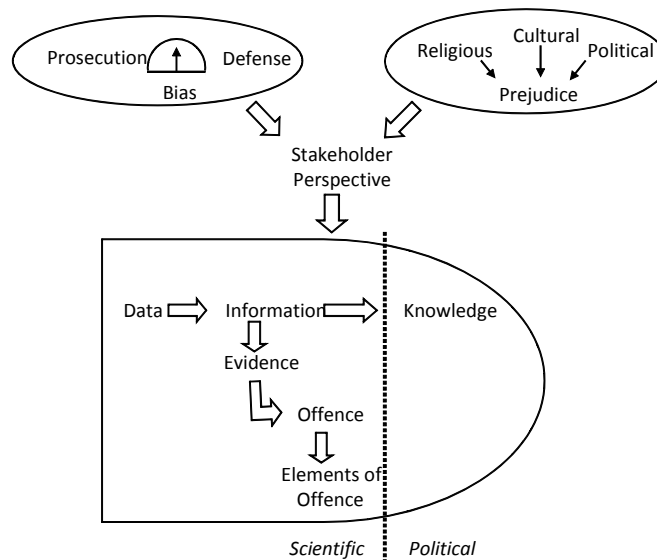 Prosecution Defense
Bias
Religious Cultural Political
Prejudice
Stakeholder
Perspective
Data Information Knowledge
Evidence
Offence
Elements of
Offence
Scientific Political